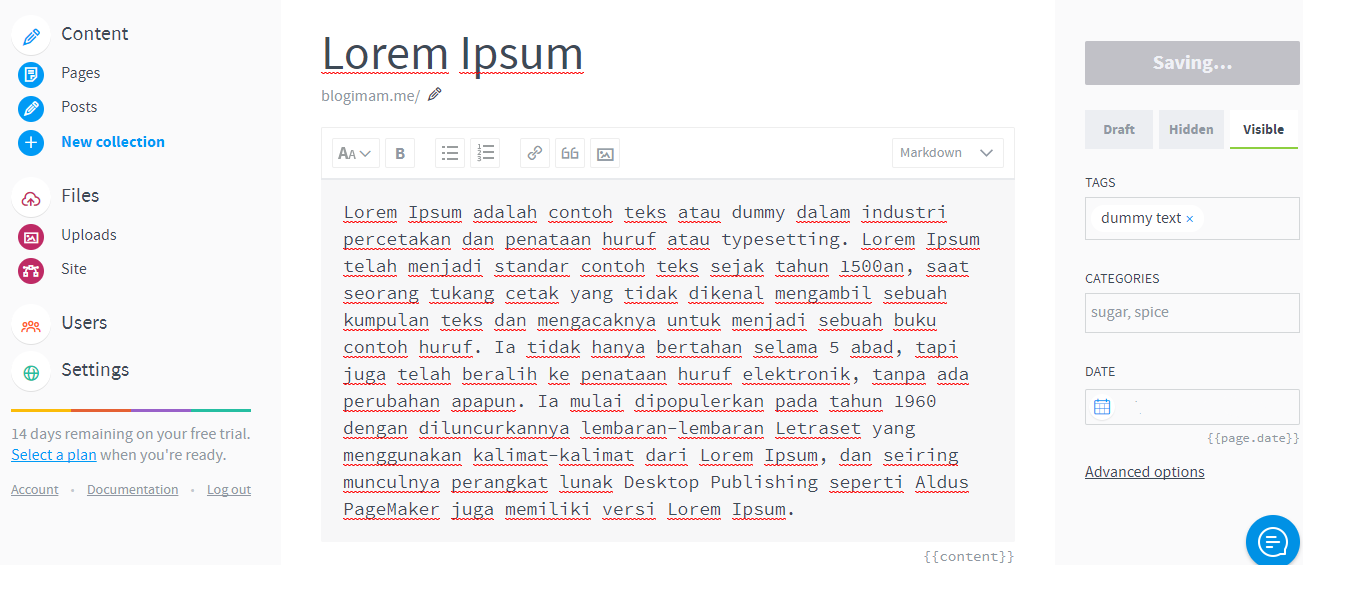 Content
Pages
Posts
New collection
Files
Uploads
Site
Users
Settings
14 days remaining on your free trial.
Select a plan when you're ready.
Account • Documentation • Log out
Lorem Ipsum
blogimam.me/
AA
B
Markdown
Lorem Ipsum adalah contoh teks atau dummy dalam industri
percetakan dan penataan huruf atau typesetting. Lorem Ipsum
telah menjadi standar contoh teks sejak tahun 1500an, saat
seorang tukang cetak yang tidak dikenal mengambil sebuah
kumpulan teks dan mengacaknya untuk menjadi sebuah buku
contoh huruf. Ia tidak hanya bertahan selama 5 abad, tapi
juga telah beralih ke penataan huruf elektronik, tanpa ada
perubahan apapun. Ia mulai dipopulerkan pada tahun 1960
dengan diluncurkannya lembaran-lembaran Letraset yang
menggunakan kalimat-kalimat dari Lorem Ipsum, dan seiring
munculnya perangkat lunak Desktop Publishing seperti Aldus
PageMaker juga memiliki versi Lorem Ipsum.
{{content}}
Saving...
Draft Hidden Visible
TAGS
dummy text ×
CATEGORIES
sugar, spice
DATE
{{page.date}}
Advanced options